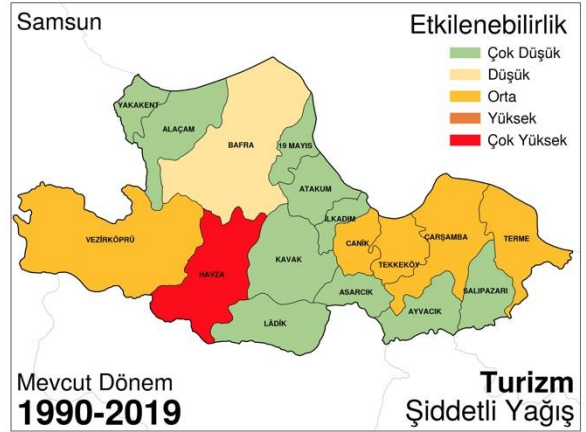 Samsun
Etkilenebilirlik
Çok Düşük
Düşük
Orta
Yüksek
Çok Yüksek
YAKAKENT
ALAÇAM
BAFRA
19 MAYIS
ATAKUM
İLKADIM
VEZİRKÖPRÜ
HAVZA
KAVAK
CANİK
TEKKEKÖY
ÇARŞAMBA
TERME
ASARCIK
SALIPAZARI
AYVACIK
LÂDİK
Mevcut Dönem
1990-2019
Turizm
Şiddetli Yağış